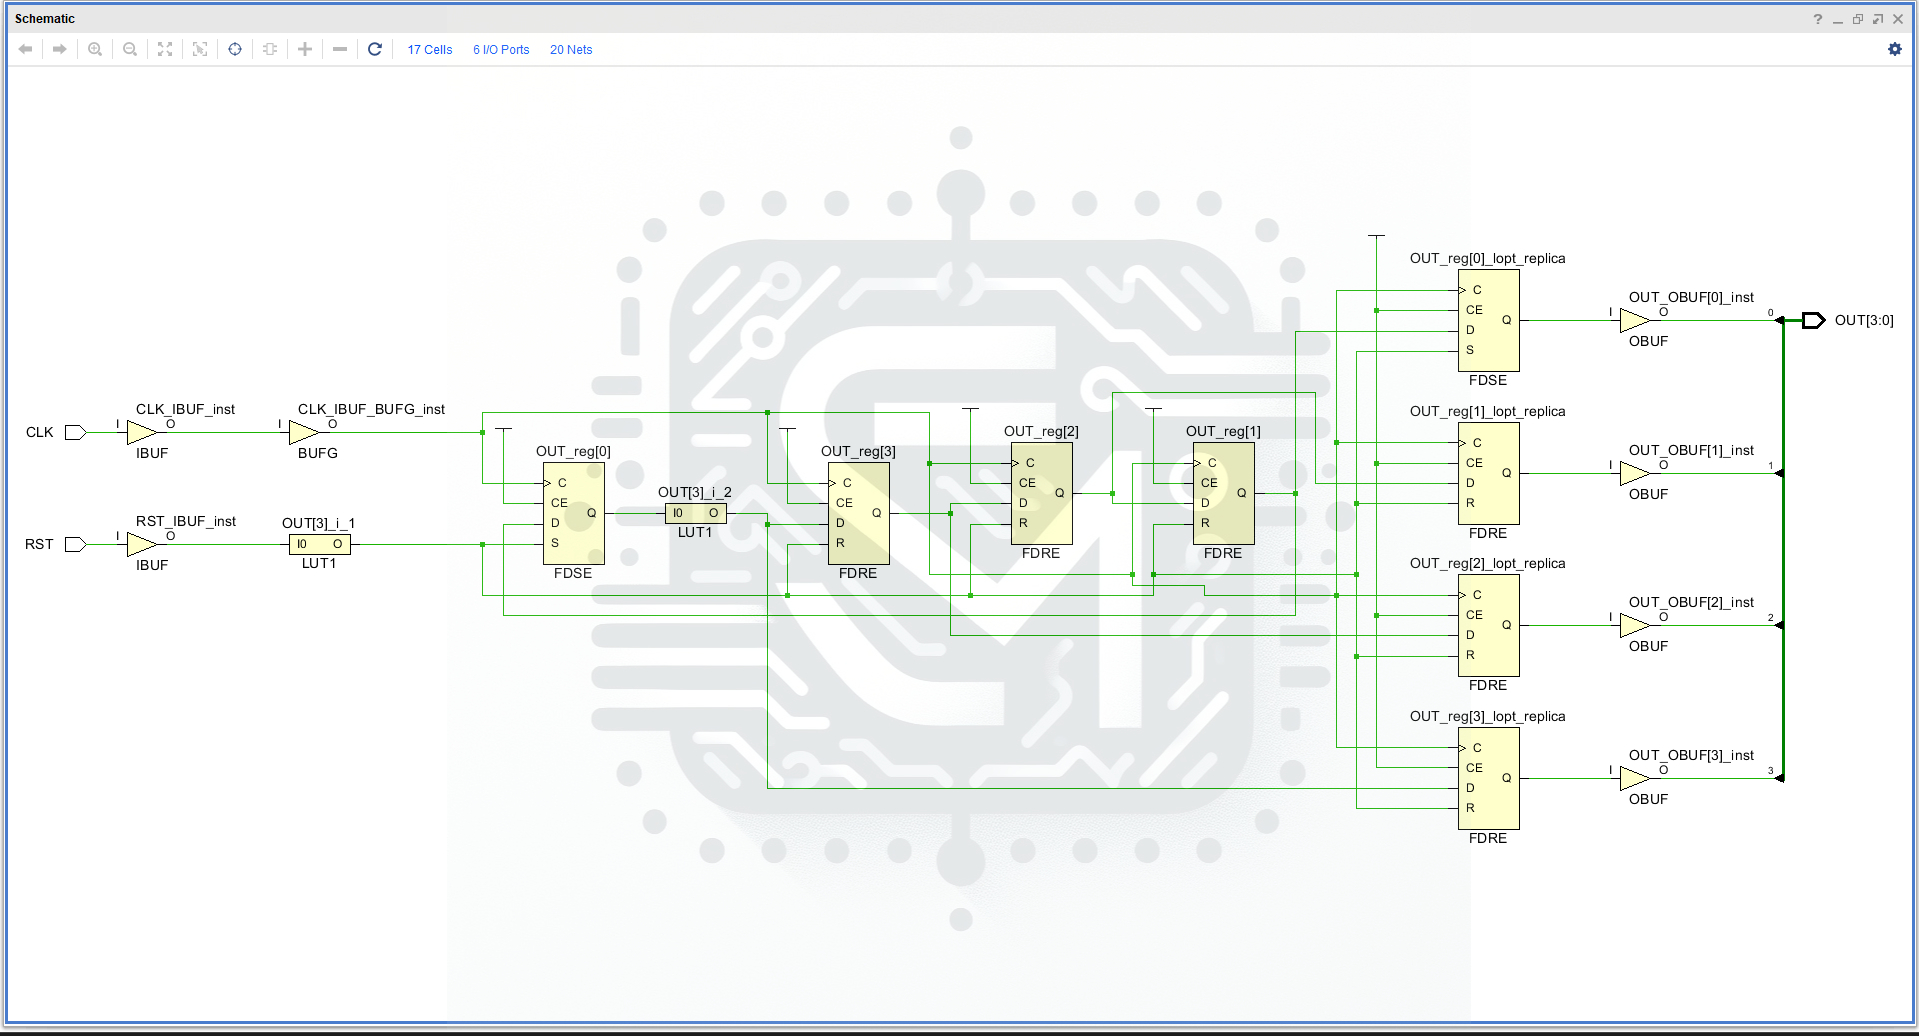 Schematic
17 Cells
6 I/O Ports
20 Nets
CLK
I
CLK_IBUF_inst
O
IBUF
I
CLK_IBUF_BUFG_inst
O
BUFG
RST
I
RST_IBUF_inst
O
IBUF
OUT[3]_i_1
I0
O
LUT1
OUT_reg[0]
C
CE
D
S
Q
FDSE
OUT[3]_i_2
I0
O
LUT1
OUT_reg[3]
C
CE
D
R
Q
FDRE
OUT_reg[2]
C
CE
D
R
Q
FDRE
OUT_reg[1]
C
CE
D
R
Q
FDRE
OUT_reg[0]_lopt_replica
C
CE
D
S
Q
FDSE
I
OUT_OBUF[0]_inst
O
OBUF
0
OUT[3:0]
OUT_reg[1]_lopt_replica
C
CE
D
R
Q
FDRE
I
OUT_OBUF[1]_inst
O
OBUF
1
OUT_reg[2]_lopt_replica
C
CE
D
R
Q
FDRE
I
OUT_OBUF[2]_inst
O
OBUF
2
OUT_reg[3]_lopt_replica
C
CE
D
R
Q
FDRE
I
OUT_OBUF[3]_inst
O
OBUF
3